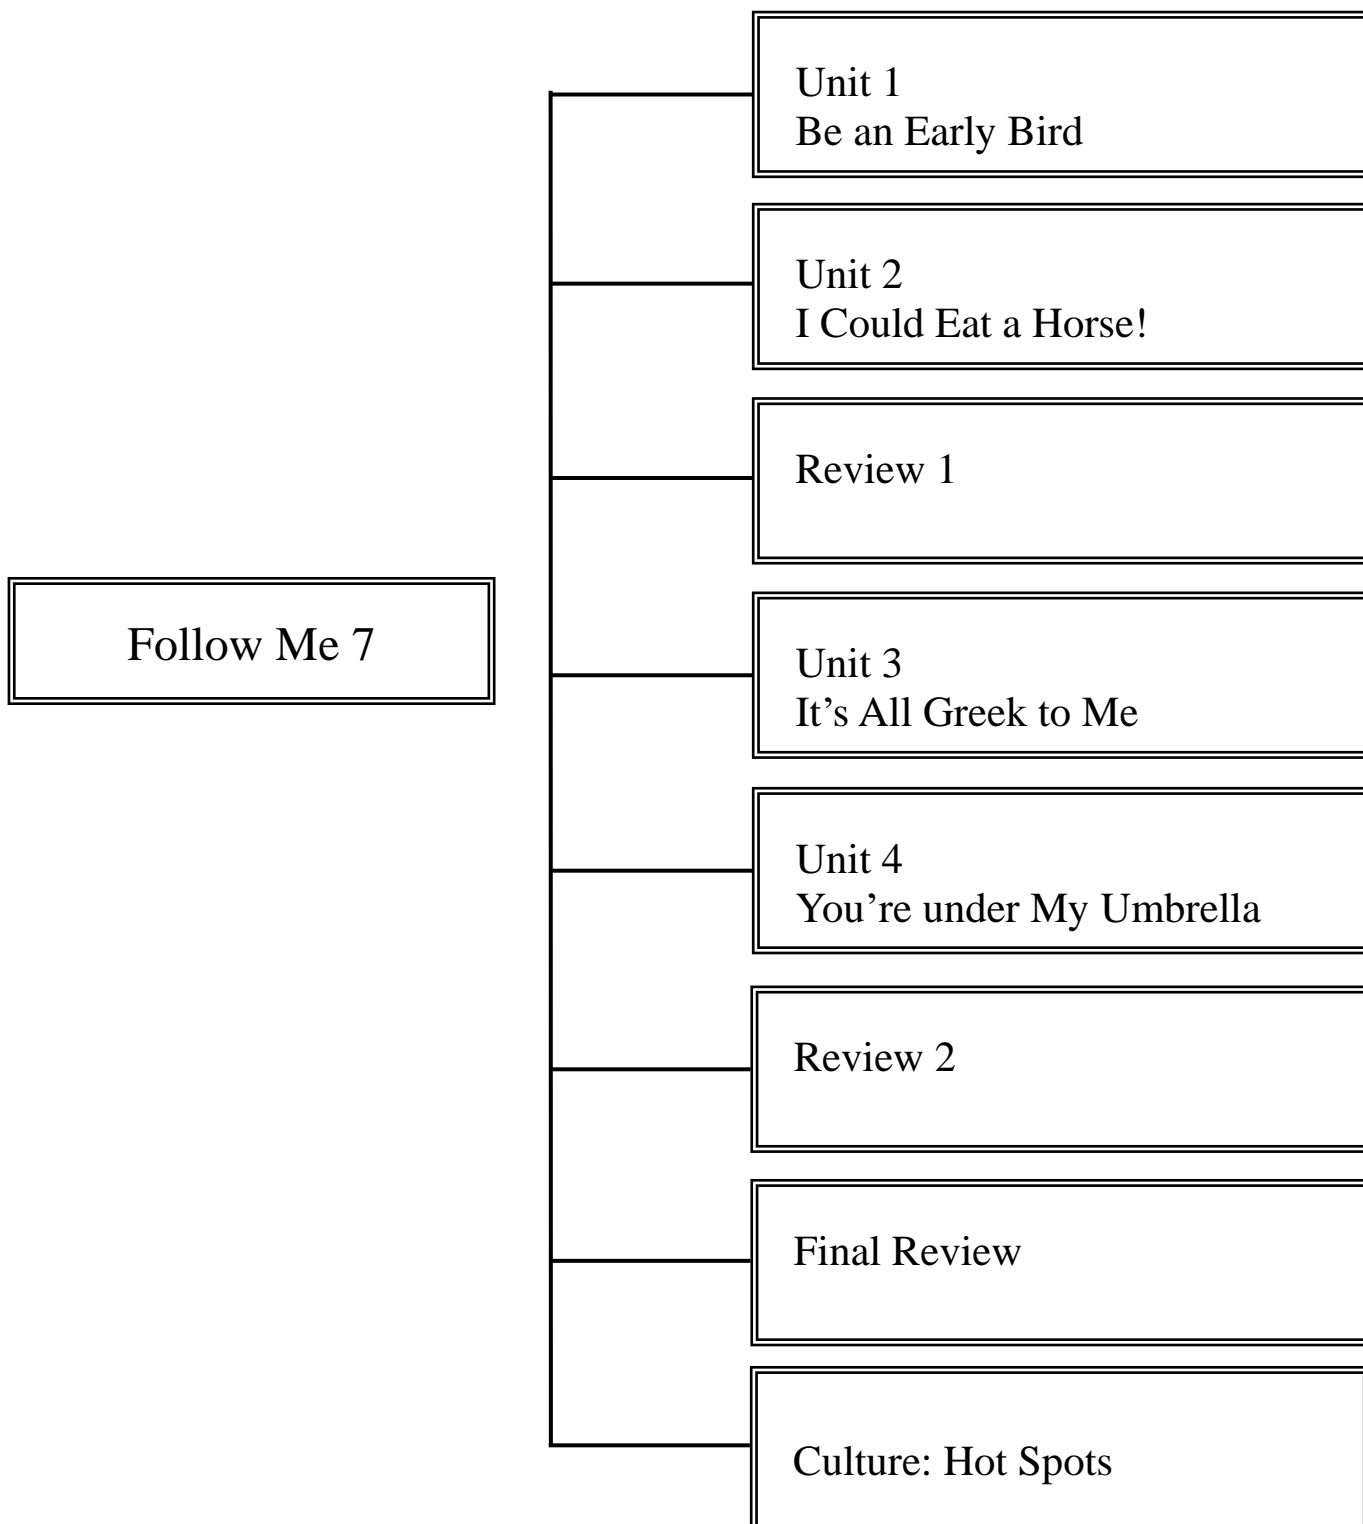 Follow Me 7
Unit 1
Be an Early Bird
Unit 2
I Could Eat a Horse!
Review 1
Unit 3
It’s All Greek to Me
Unit 4
You’re under My Umbrella
Review 2
Final Review
Culture: Hot Spots